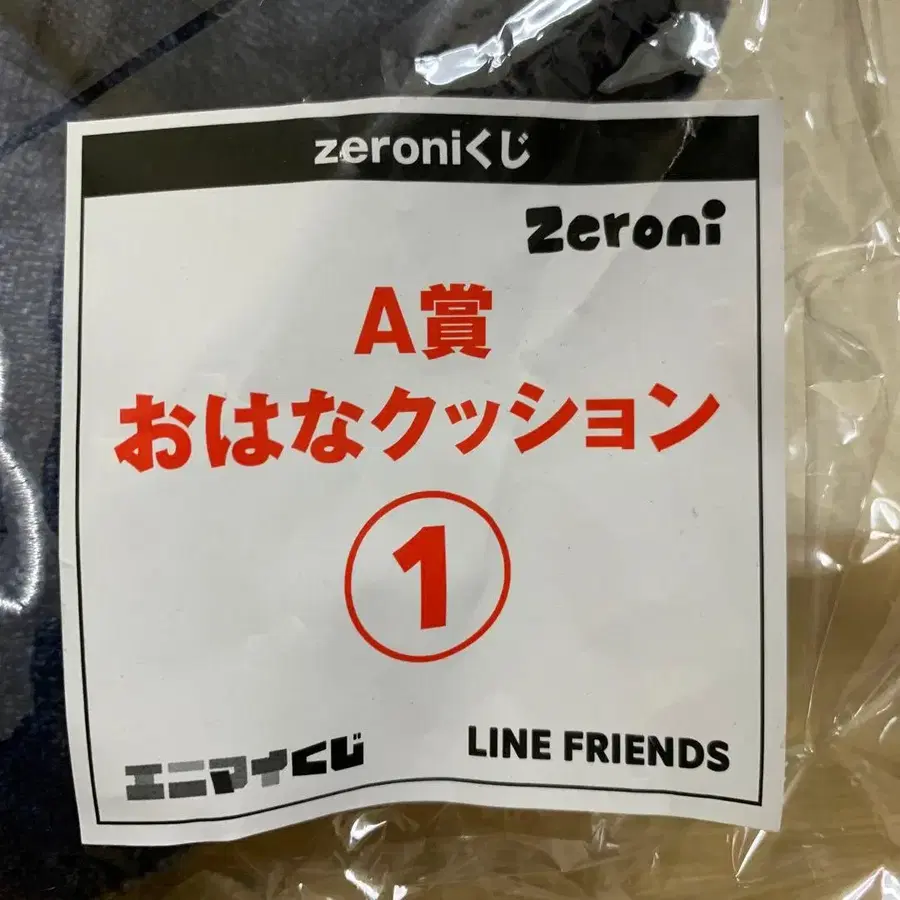 zeroniくじ
Zeroni
A賞
おはなクッション
①
エニマイくじ
LINE FRIENDS